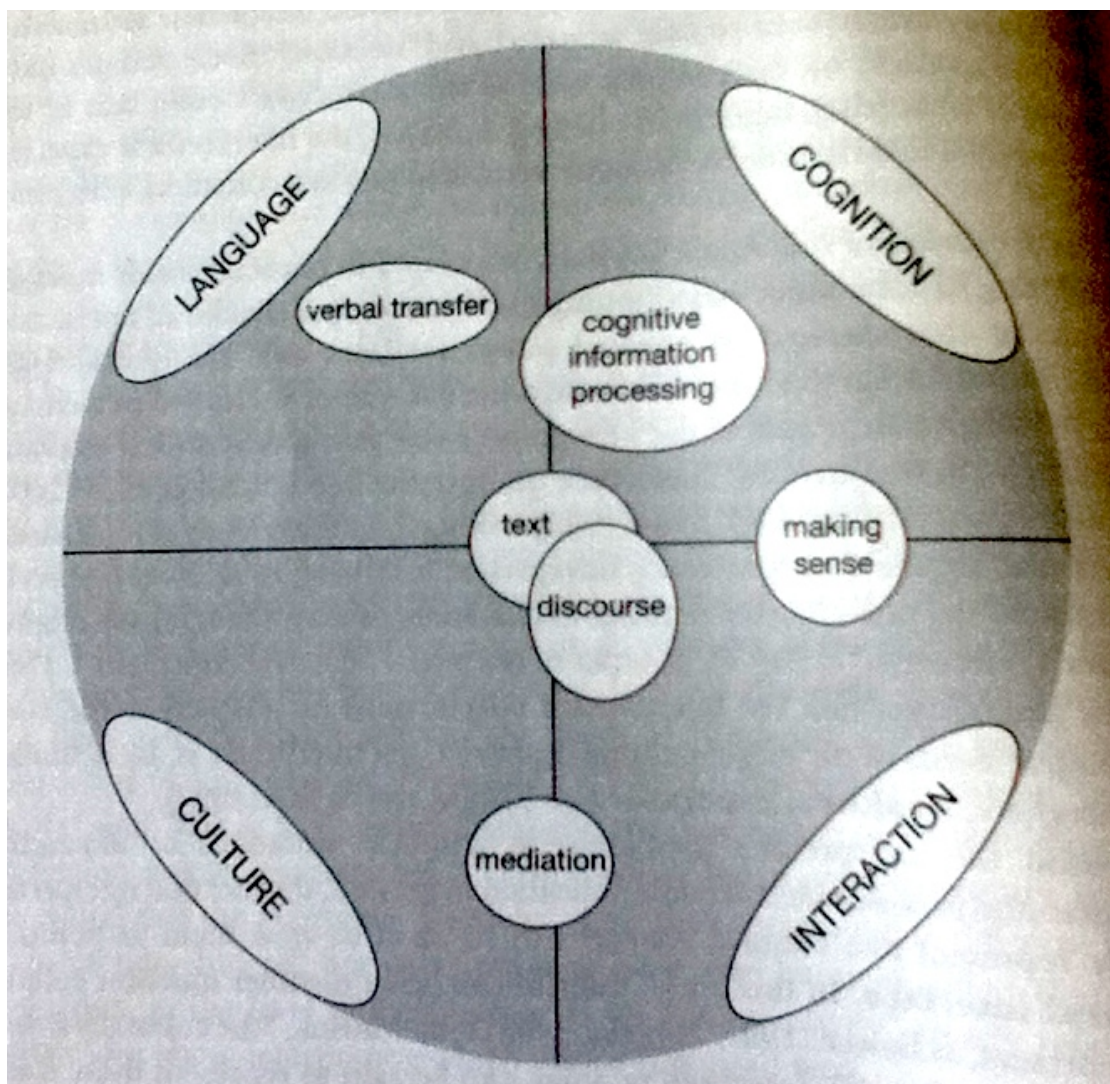 LANGUAGE
COGNITION
verbal transfer
cognitive
information
processing
text
making
sense
discourse
CULTURE
mediation
INTERACTION